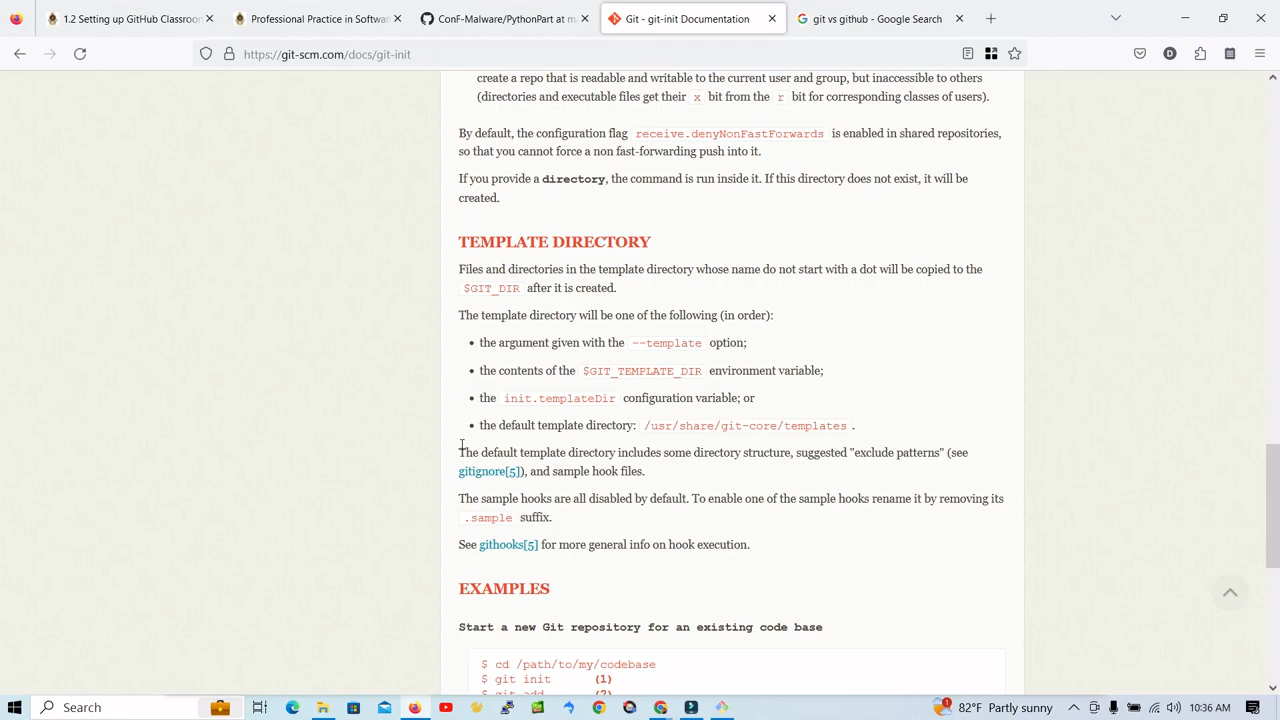 1.2 Setting up GitHub Classroon
Professional Practice in Softwar
ConF-Malware/PythonPart at m
Git - git-init Documentation
git vs github - Google Search
https://git-scm.com/docs/git-init
create a repo that is readable and writable to the current user and group, but inaccessible to others
(directories and executable files get their x bit from the r bit for corresponding classes of users).
By default, the configuration flag receive.denyNonFastForwards is enabled in shared repositories,
so that you cannot force a non fast-forwarding push into it.
If you provide a directory, the command is run inside it. If this directory does not exist, it will be
created.
TEMPLATE DIRECTORY
Files and directories in the template directory whose name do not start with a dot will be copied to the
$GIT_DIR after it is created.
The template directory will be one of the following (in order):
• the argument given with the --template option;
• the contents of the $GIT_TEMPLATE_DIR environment variable;
• the init.templateDir configuration variable; or
• the default template directory: /usr/share/git-core/templates .
The default template directory includes some directory structure, suggested "exclude patterns" (see
gitignore[5]), and sample hook files.
The sample hooks are all disabled by default. To enable one of the sample hooks rename it by removing its
.sample suffix.
See githooks[5] for more general info on hook execution.
EXAMPLES
Start a new Git repository for an existing code base
$ cd /path/to/my/codebase
$ git init (1)
$ git add (2)
Search
82°F Partly sunny
10:36 AM